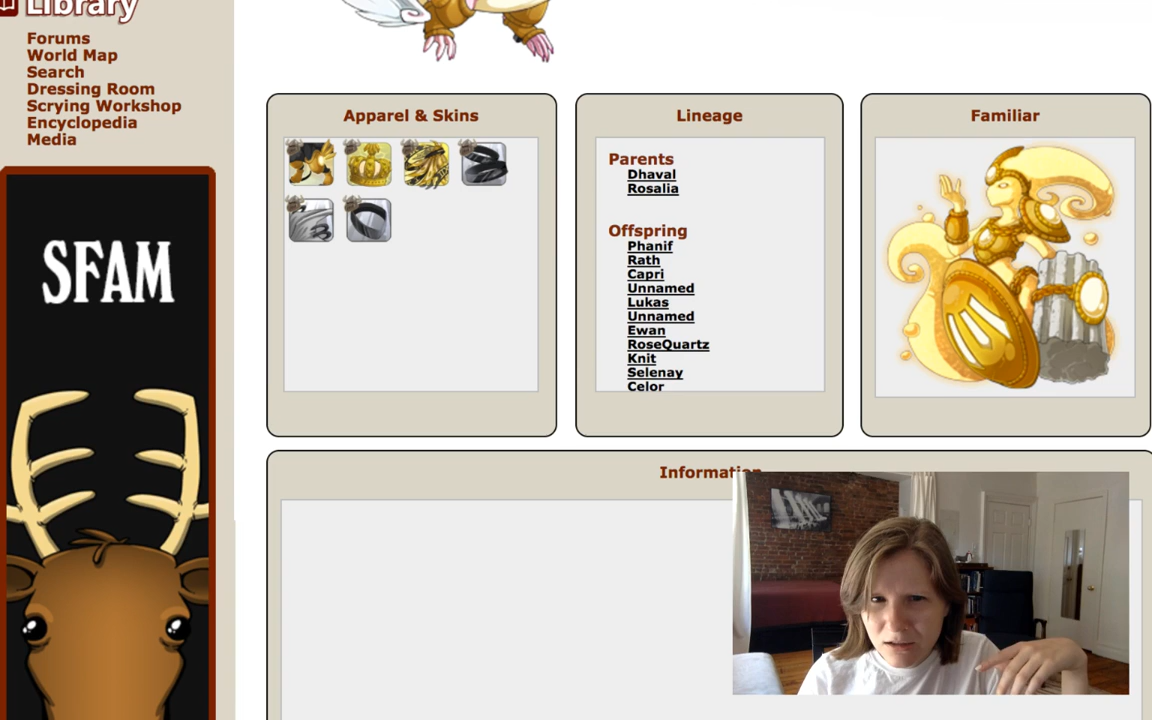 Library
Forums
World Map
Search
Dressing Room
Scrying Workshop
Encyclopedia
Media
SFAM
Apparel & Skins
Lineage
Parents
Dhaval
Rosalia
Offspring
Phanif
Rath
Capri
Unnamed
Lukas
Unnamed
Ewan
RoseQuartz
Knit
Selenay
Celor
Familiar
Information